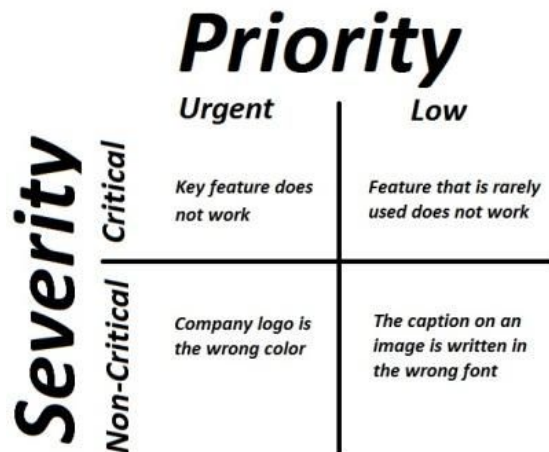 Priority
Urgent
Low
Severity
Critical
Key feature does
not work
Feature that is rarely
used does not work
Non-Critical
Company logo is
the wrong color
The caption on an
image is written in
the wrong font